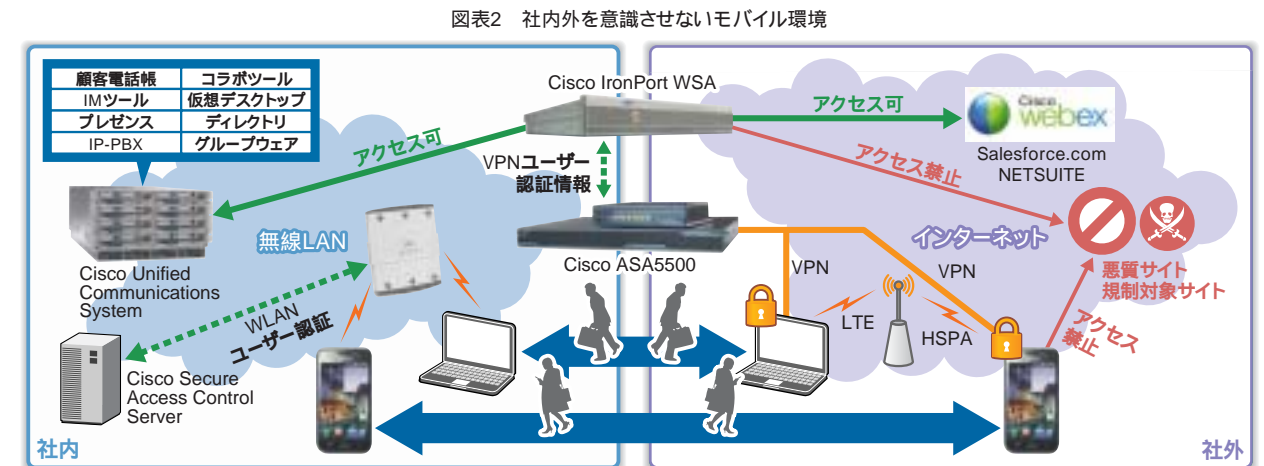 図表2 社内外を意識させないモバイル環境
顧客電話帳 コラボツール
IMツール 仮想デスクトップ
プレゼンス ディレクトリ
IP-PBX グループウェア
Cisco IronPort WSA
アクセス可
アクセス可
Cisco
webex
Salesforce.com
NETSUITE
VPNユーザー
認証情報
アクセス禁止
無線LAN
インターネット
Cisco ASA5500
Cisco Unified
Communications
System
VPN
VPN
悪質サイト
規制対象サイト
WLAN
ユーザー認証
LTE
HSPA
アクセス
禁止
Cisco Secure
Access Control
Server
社内
社外